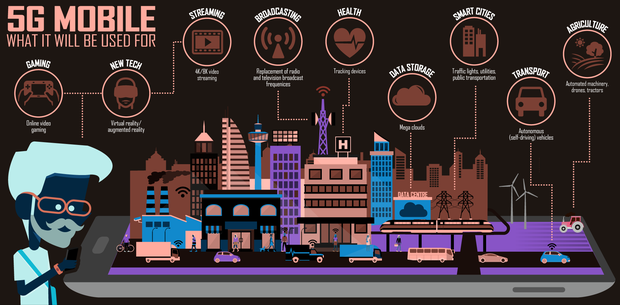 5G MOBILE
WHAT IT WILL BE USED FOR
GAMING
Online video
gaming
NEW TECH
Virtual reality/
augmented reality
STREAMING
4K/8K video
streaming
BROADCASTING
Replacement of radio
and television broadcast
frequencies
HEALTH
Tracking devices
DATA STORAGE
Mega clouds
SMART CITIES
Traffic lights, utilities,
public transportation
TRANSPORT
Autonomous
(self-driving) vehicles
AGRICULTURE
Automated machinery,
drones, tractors
H
DATA CENTRE